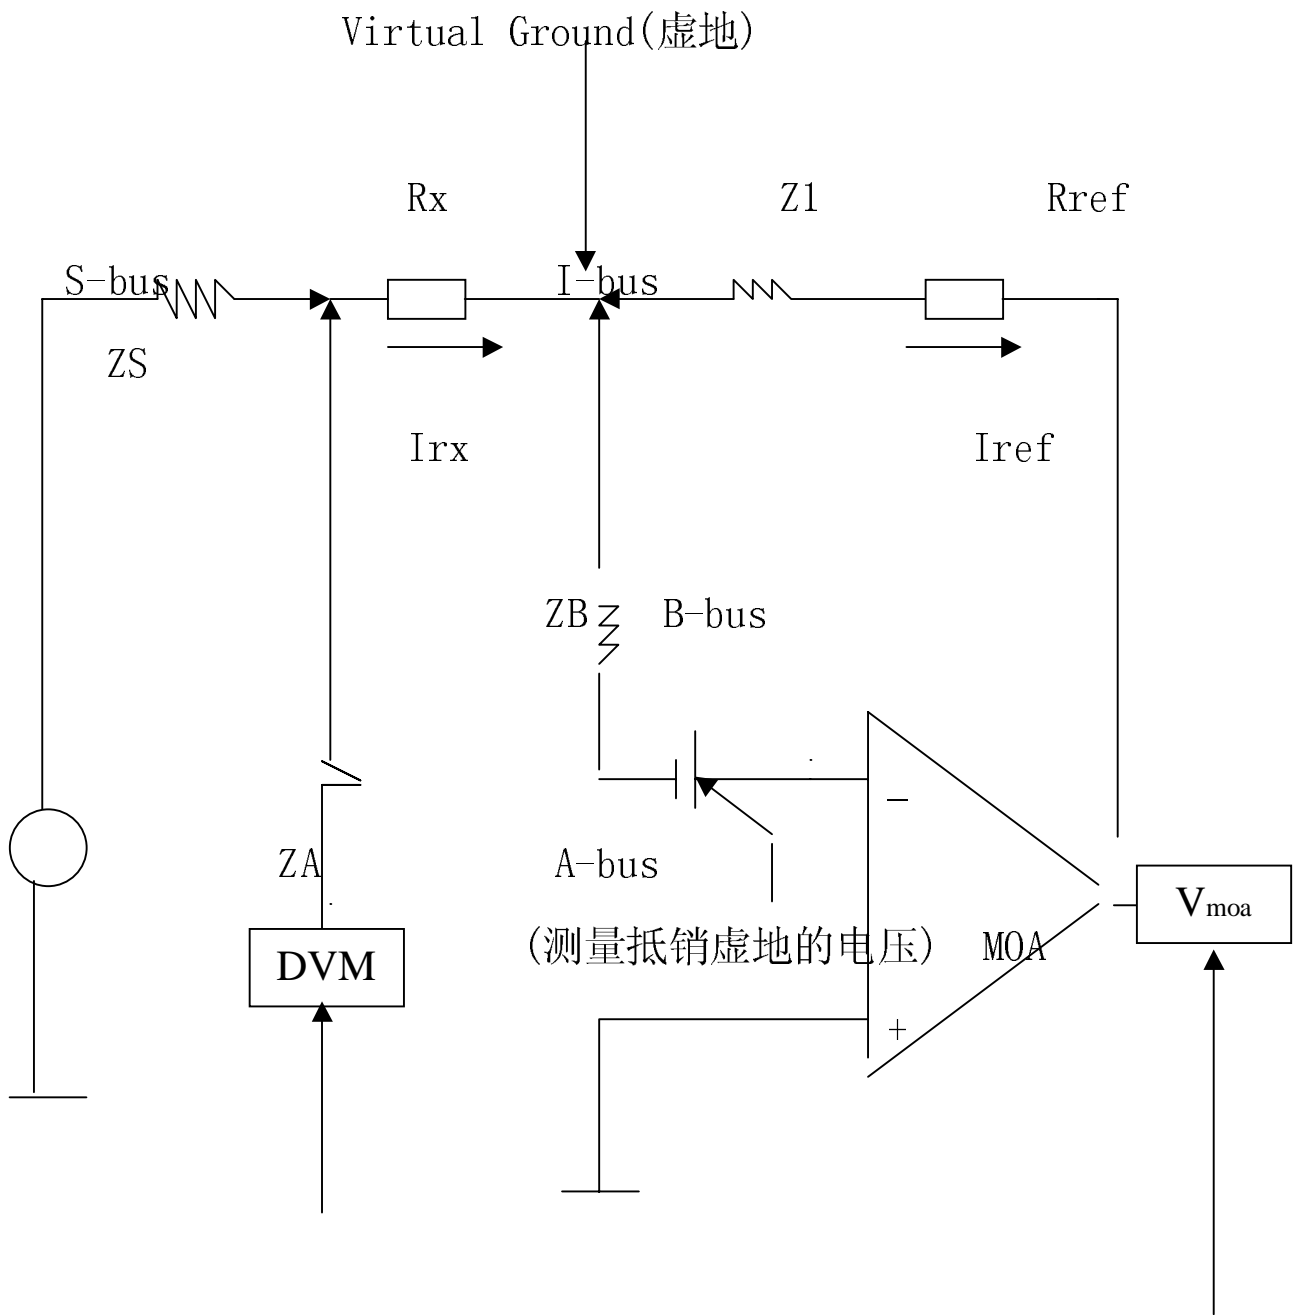 Virtual Ground(虚地)
Rx Z1 Rref
S-bus I-bus
ZS
Irx Iref
ZB B-bus
−
ZA A-bus
Vmoa
(测量抵销虚地的电压) MOA
DVM
+